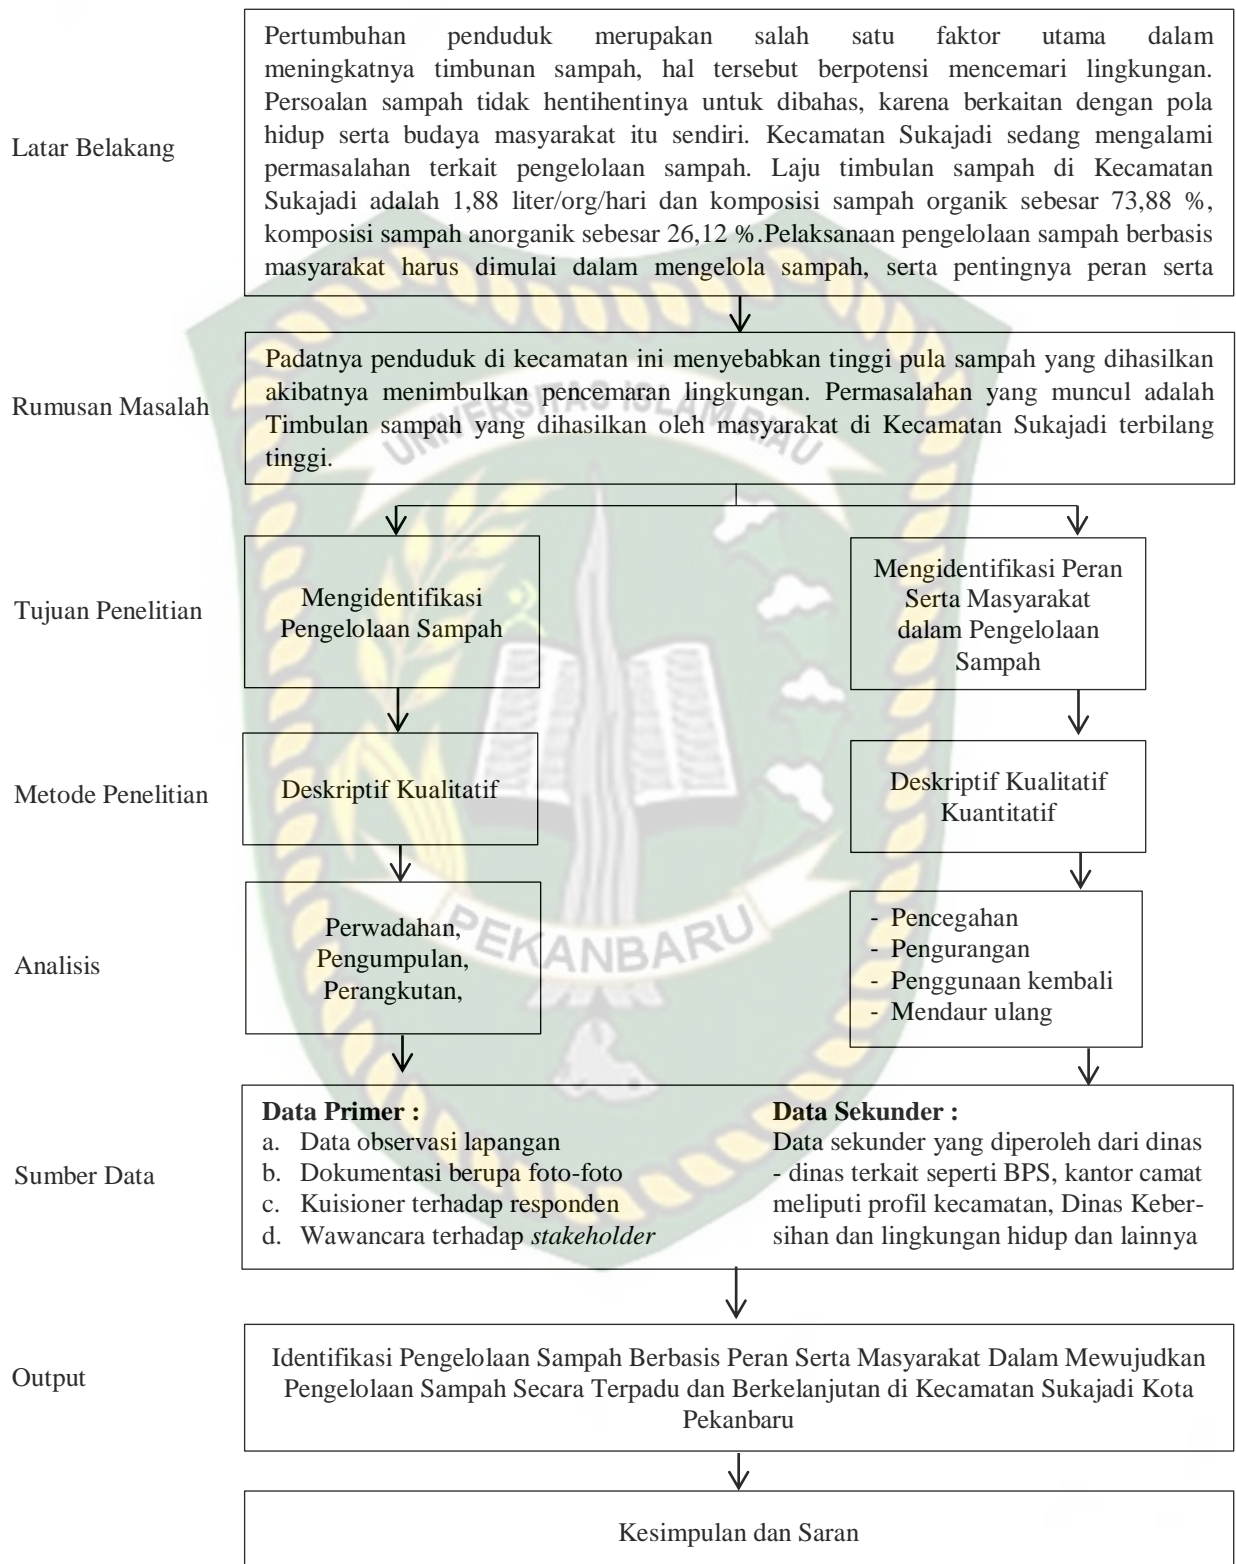 Latar Belakang
Pertumbuhan penduduk merupakan salah satu faktor utama dalam
meningkatnya timbunan sampah, hal tersebut berpotensi mencemari lingkungan.
Persoalan sampah tidak hentihentinya untuk dibahas, karena berkaitan dengan pola
hidup serta budaya masyarakat itu sendiri. Kecamatan Sukajadi sedang mengalami
permasalahan terkait pengelolaan sampah. Laju timbulan sampah di Kecamatan
Sukajadi adalah 1,88 liter/org/hari dan komposisi sampah organik sebesar 73,88 %,
komposisi sampah anorganik sebesar 26,12 %.Pelaksanaan pengelolaan sampah berbasis
masyarakat harus dimulai dalam mengelola sampah, serta pentingnya peran serta
Rumusan Masalah
Padatnya penduduk di kecamatan ini menyebabkan tinggi pula sampah yang dihasilkan
akibatnya menimbulkan pencemaran lingkungan. Permasalahan yang muncul adalah
Timbulan sampah yang dihasilkan oleh masyarakat di Kecamatan Sukajadi terbilang
tinggi.
UNIVERSITAS ISLAM RIAU
Tujuan Penelitian
Mengidentifikasi
Pengelolaan Sampah
Mengidentifikasi Peran
Serta Masyarakat
dalam Pengelolaan
Sampah
Metode Penelitian
Deskriptif Kualitatif
Deskriptif Kualitatif
Kuantitatif
Analisis
Perwadahan,
Pengumpulan,
Perangkutan,
- Pencegahan
- Pengurangan
- Penggunaan kembali
- Mendaur ulang
PEKANBARU
Sumber Data
Data Primer :
a. Data observasi lapangan
b. Dokumentasi berupa foto-foto
c. Kuisioner terhadap responden
d. Wawancara terhadap stakeholder
Data Sekunder :
Data sekunder yang diperoleh dari dinas
- dinas terkait seperti BPS, kantor camat
meliputi profil kecamatan, Dinas Keber-
sihan dan lingkungan hidup dan lainnya
Output
Identifikasi Pengelolaan Sampah Berbasis Peran Serta Masyarakat Dalam Mewujudkan
Pengelolaan Sampah Secara Terpadu dan Berkelanjutan di Kecamatan Sukajadi Kota
Pekanbaru
Kesimpulan dan Saran